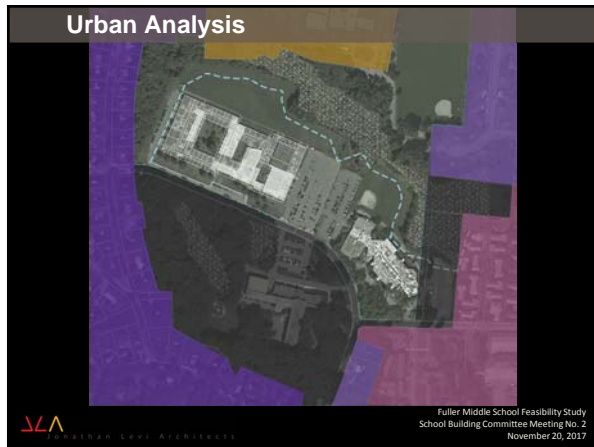 Urban Analysis
JLA
Jonathan Levi Architects
Fuller Middle School Feasibility Study
School Building Committee Meeting No. 2
November 20, 2017